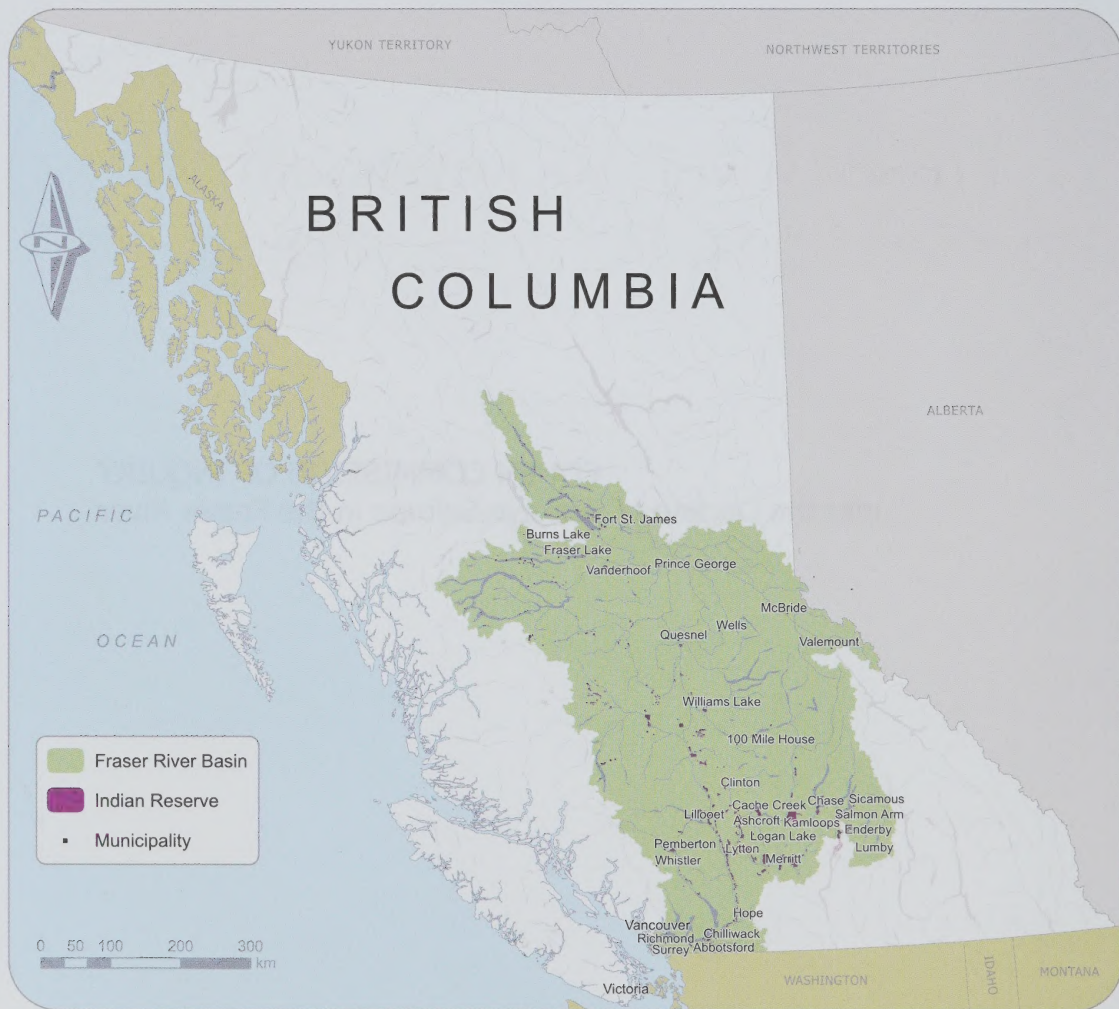 YUKON TERRITORY
NORTHWEST TERRITORIES
ALASKA
BRITISH
COLUMBIA
N
ALBERTA
PACIFIC
OCEAN
Fort St. James
Burns Lake
Fraser Lake
Vanderhoof
Prince George
McBride
Wells
Quesnel
Valemount
Williams Lake
100 Mile House
Clinton
Cache Creek
Chase
Sicamous
Lillooet
Ashcroft
Kamloops
Salmon Arm
Logan Lake
Enderby
Pemberton
Lytton
Lumby
Whistler
Merritt
Hope
Vancouver
Chilliwack
Richmond
Surrey
Abbotsford
Victoria
Fraser River Basin
Indian Reserve
Municipality
0 50 100 200 300
km
WASHINGTON
IDAHO
MONTANA